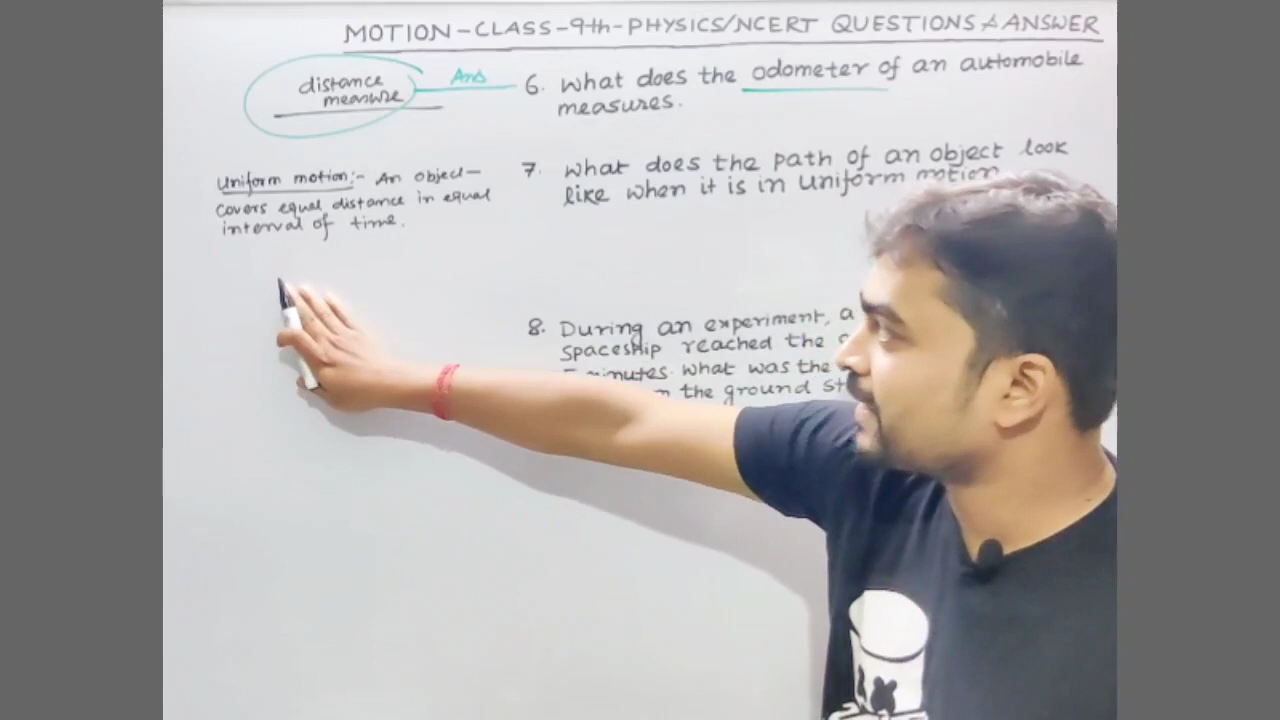 MOTION-CLASS-9th-PHYSICS/NCERT QUESTIONS & ANSWER
distance
measure
Ans
6. What does the odometer of an automobile
measures.
Uniform motion:- An object-
covers equal distance in equal
interval of time.
7. What does the path of an object look
like when it is in uniform motion
8. During an experiment, a
spaceship reached the
5 minutes. what was the
the ground